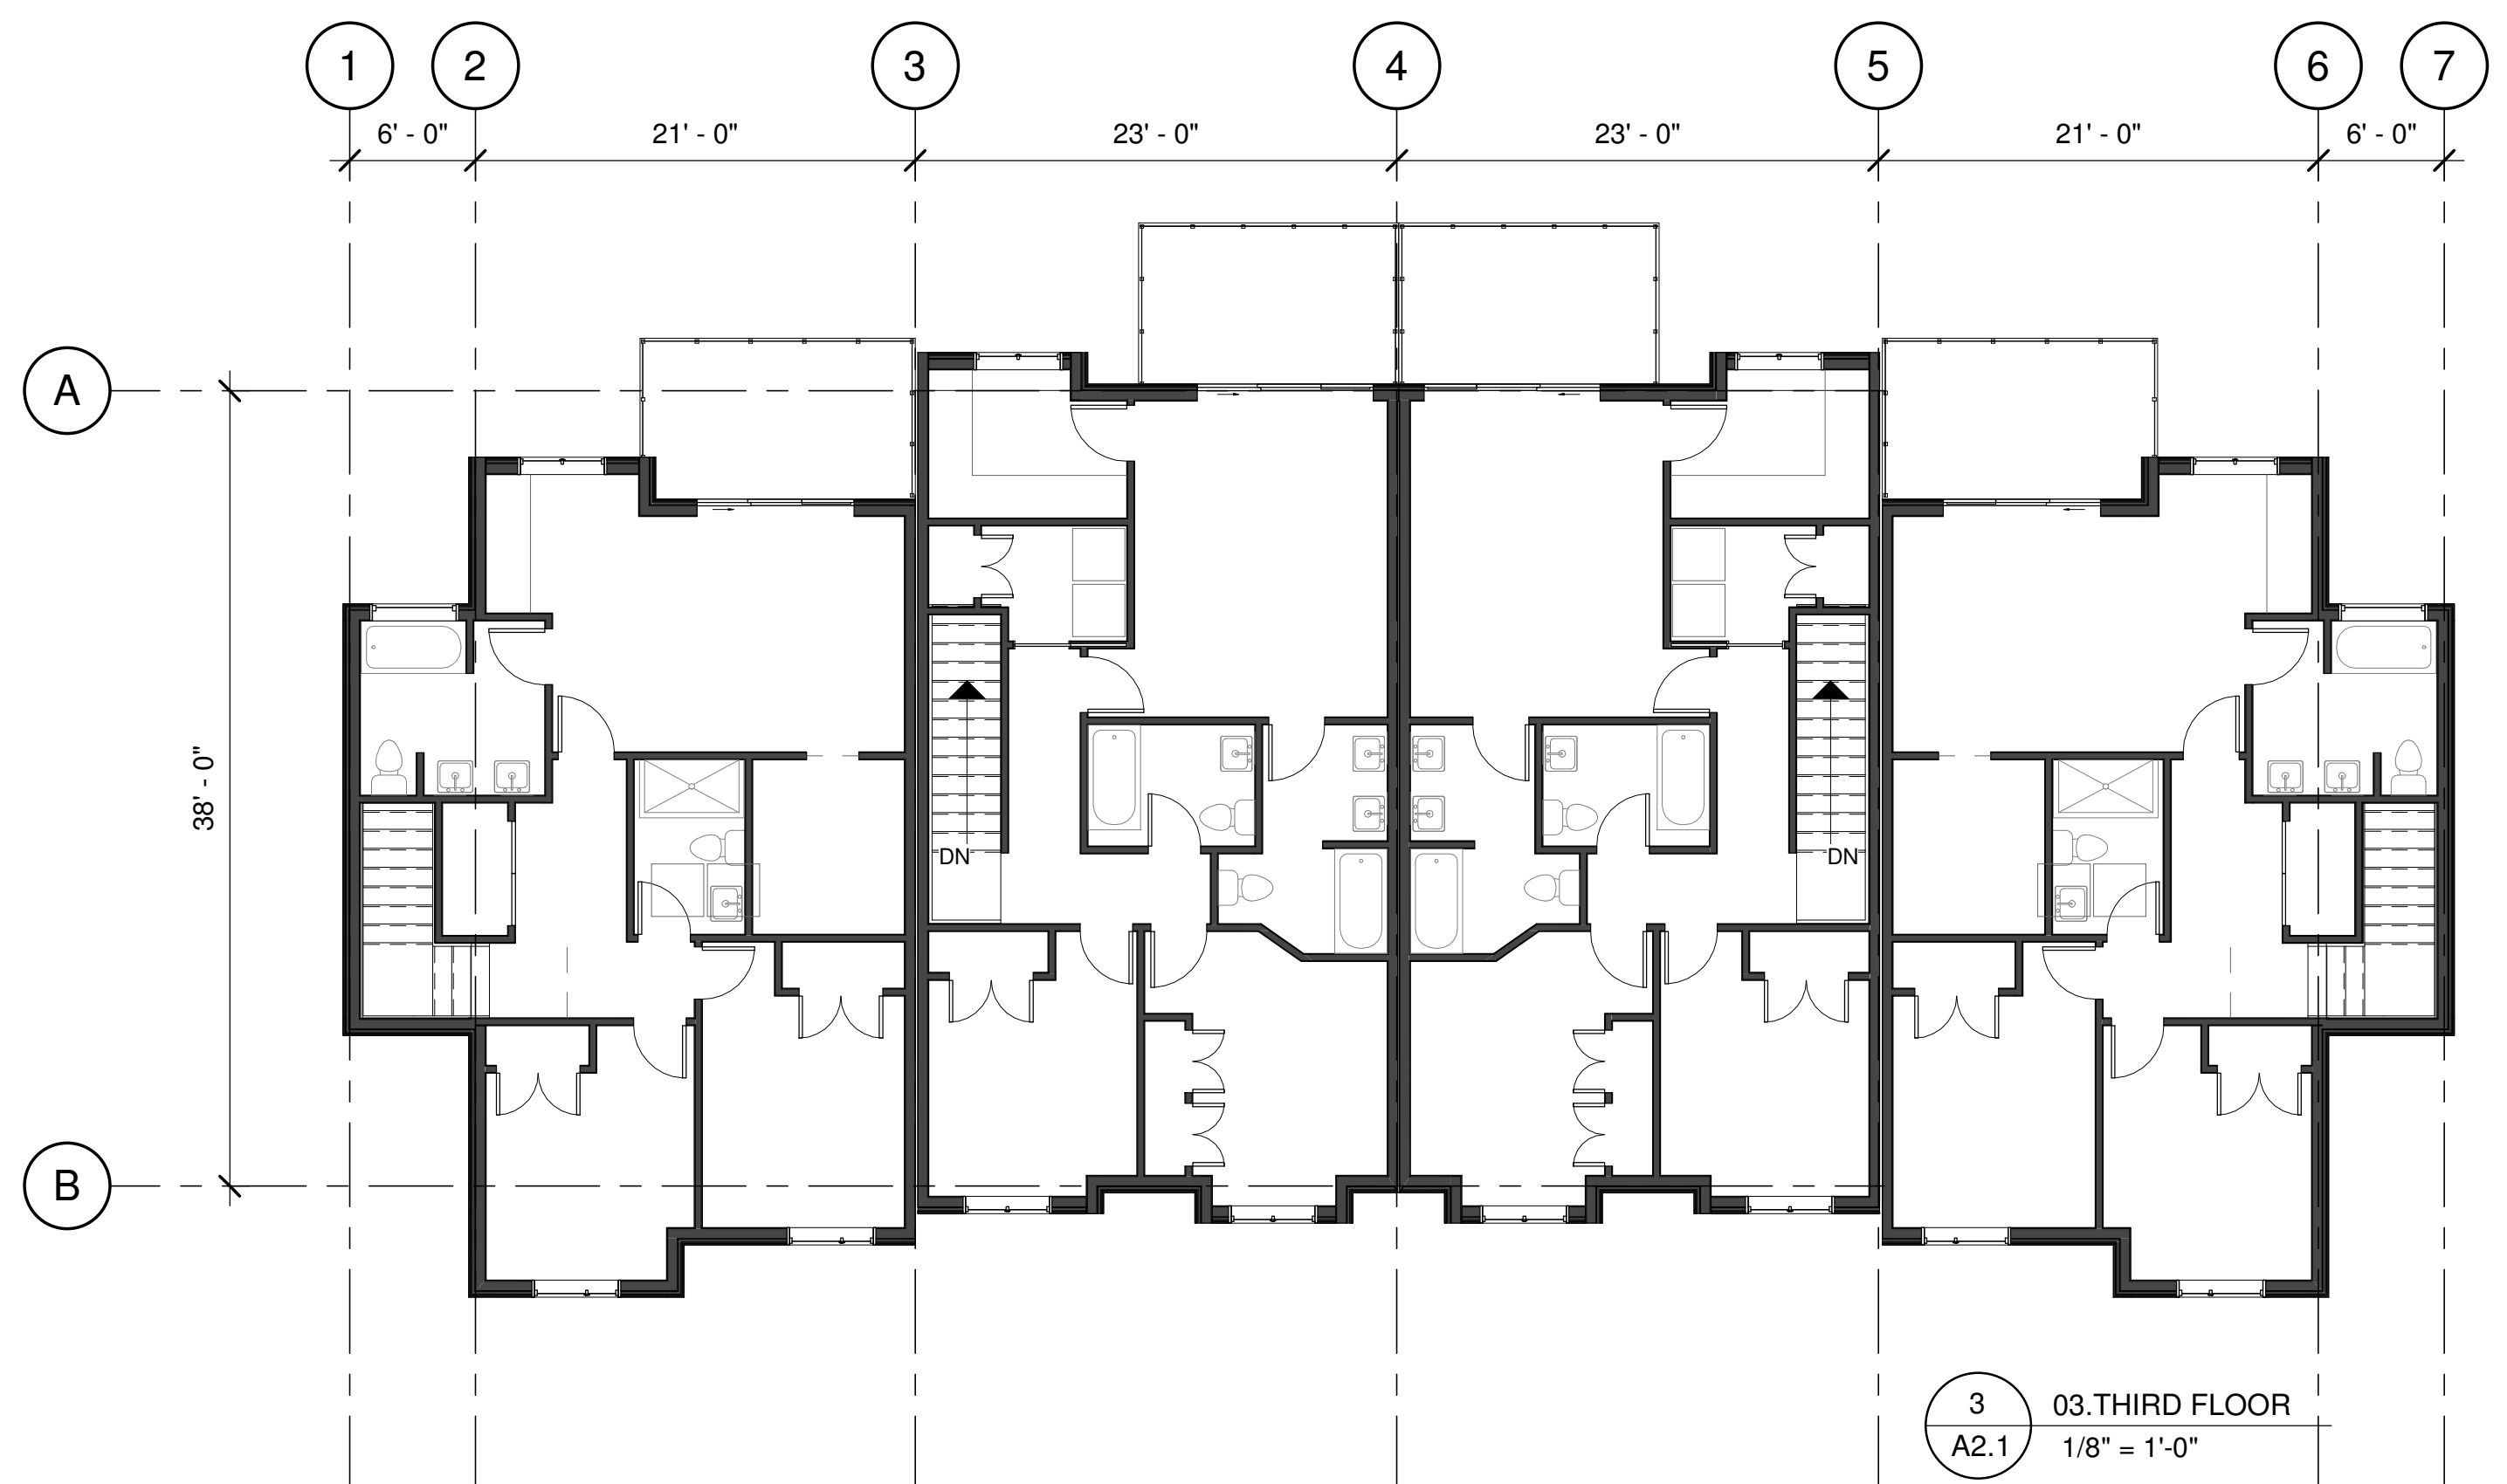 1 2 3 4 5 6 7
6' - 0" 21' - 0" 23' - 0" 23' - 0" 21' - 0" 6' - 0"
A
38' - 0"
DN DN
B
3 03.THIRD FLOOR
A2.1 1/8" = 1'-0"